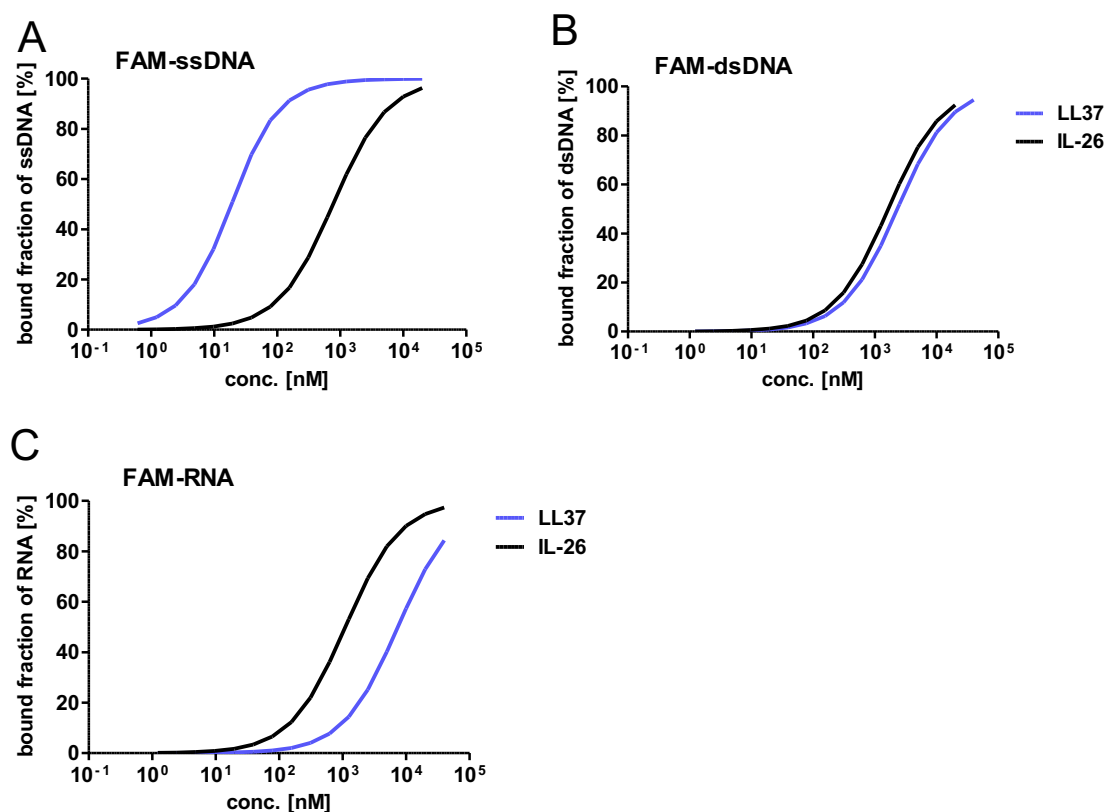 A
FAM-ssDNA
bound fraction of ssDNA [%]
100
80
60
40
20
0
10-1 100 101 102 103 104 105
conc. [nM]
B
FAM-dsDNA
bound fraction of dsDNA [%]
100
80
60
40
20
0
10-1 100 101 102 103 104 105
conc. [nM]
LL37
IL-26
C
FAM-RNA
bound fraction of RNA [%]
100
80
60
40
20
0
10-1 100 101 102 103 104 105
conc. [nM]
LL37
IL-26